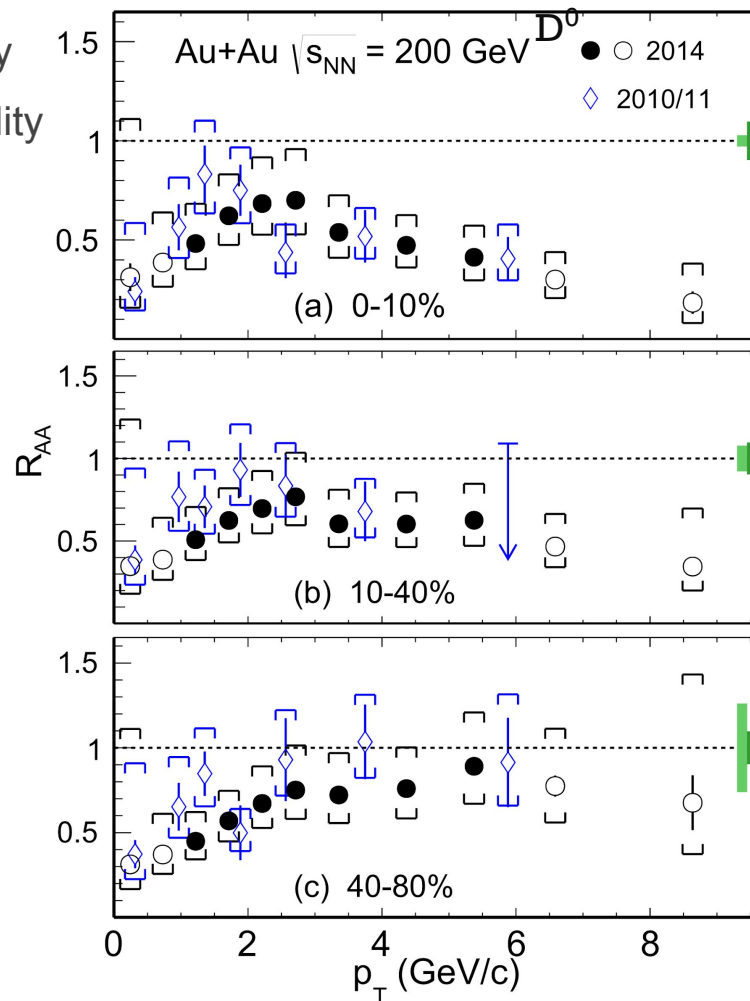 y
lity
Au+Au √sNN = 200 GeV D⁰
2014
2010/11
1.5
1
0.5
(a) 0-10%
1.5
1
0.5
(b) 10-40%
1.5
1
0.5
(c) 40-80%
RAA
0 2 4 6 8
pT (GeV/c)